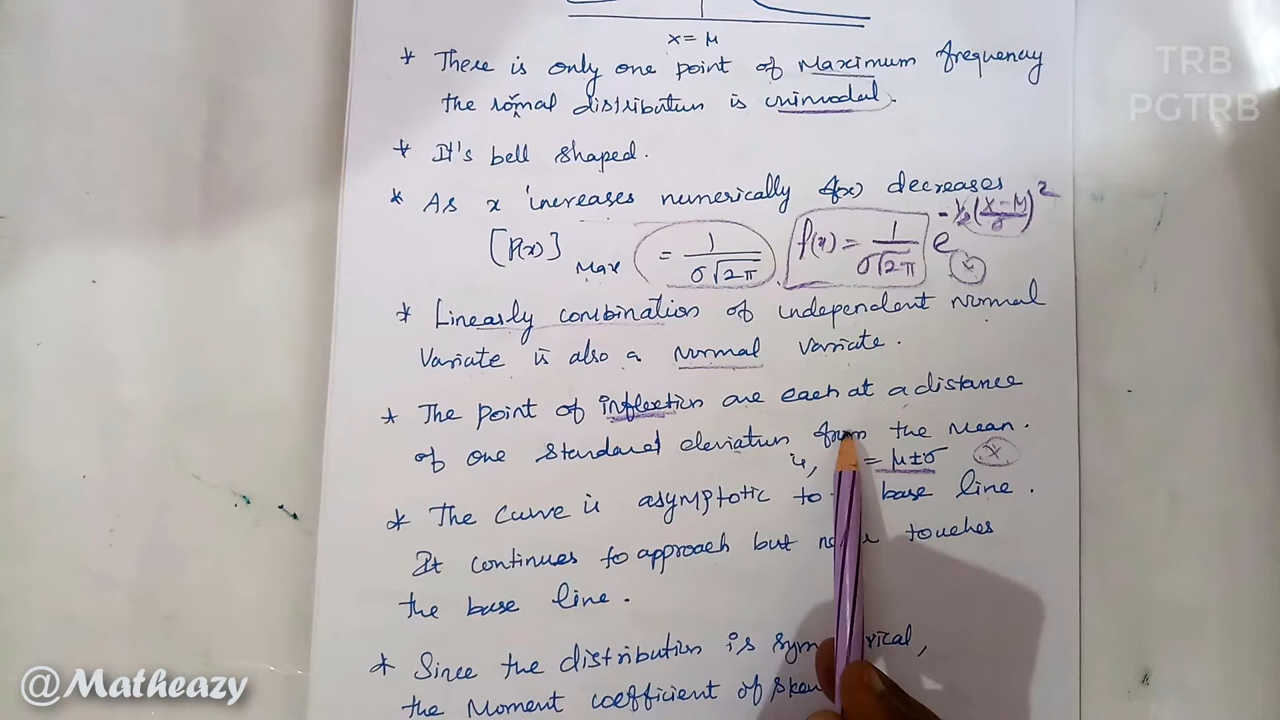 x = μ
* There is only one point of Maximum frequency
the normal distribution is unimodal.
* It's bell shaped.
* As x increases numerically f(x) decreases
[P(x)] Max = 1/σ√2π f(x) = 1/σ√2π e^-½(x-μ/σ)²
* Linearly combination of independent normal
Variate is also a normal variate.
* The point of inflection are each at a distance
of one standard deviation from the Mean.
= μ±σ
* The curve is asymptotic to base line.
It continues to approach but touches
the base line.
* Since the distribution is
the Moment coefficient of
TRB
PGTRB
@Matheazy